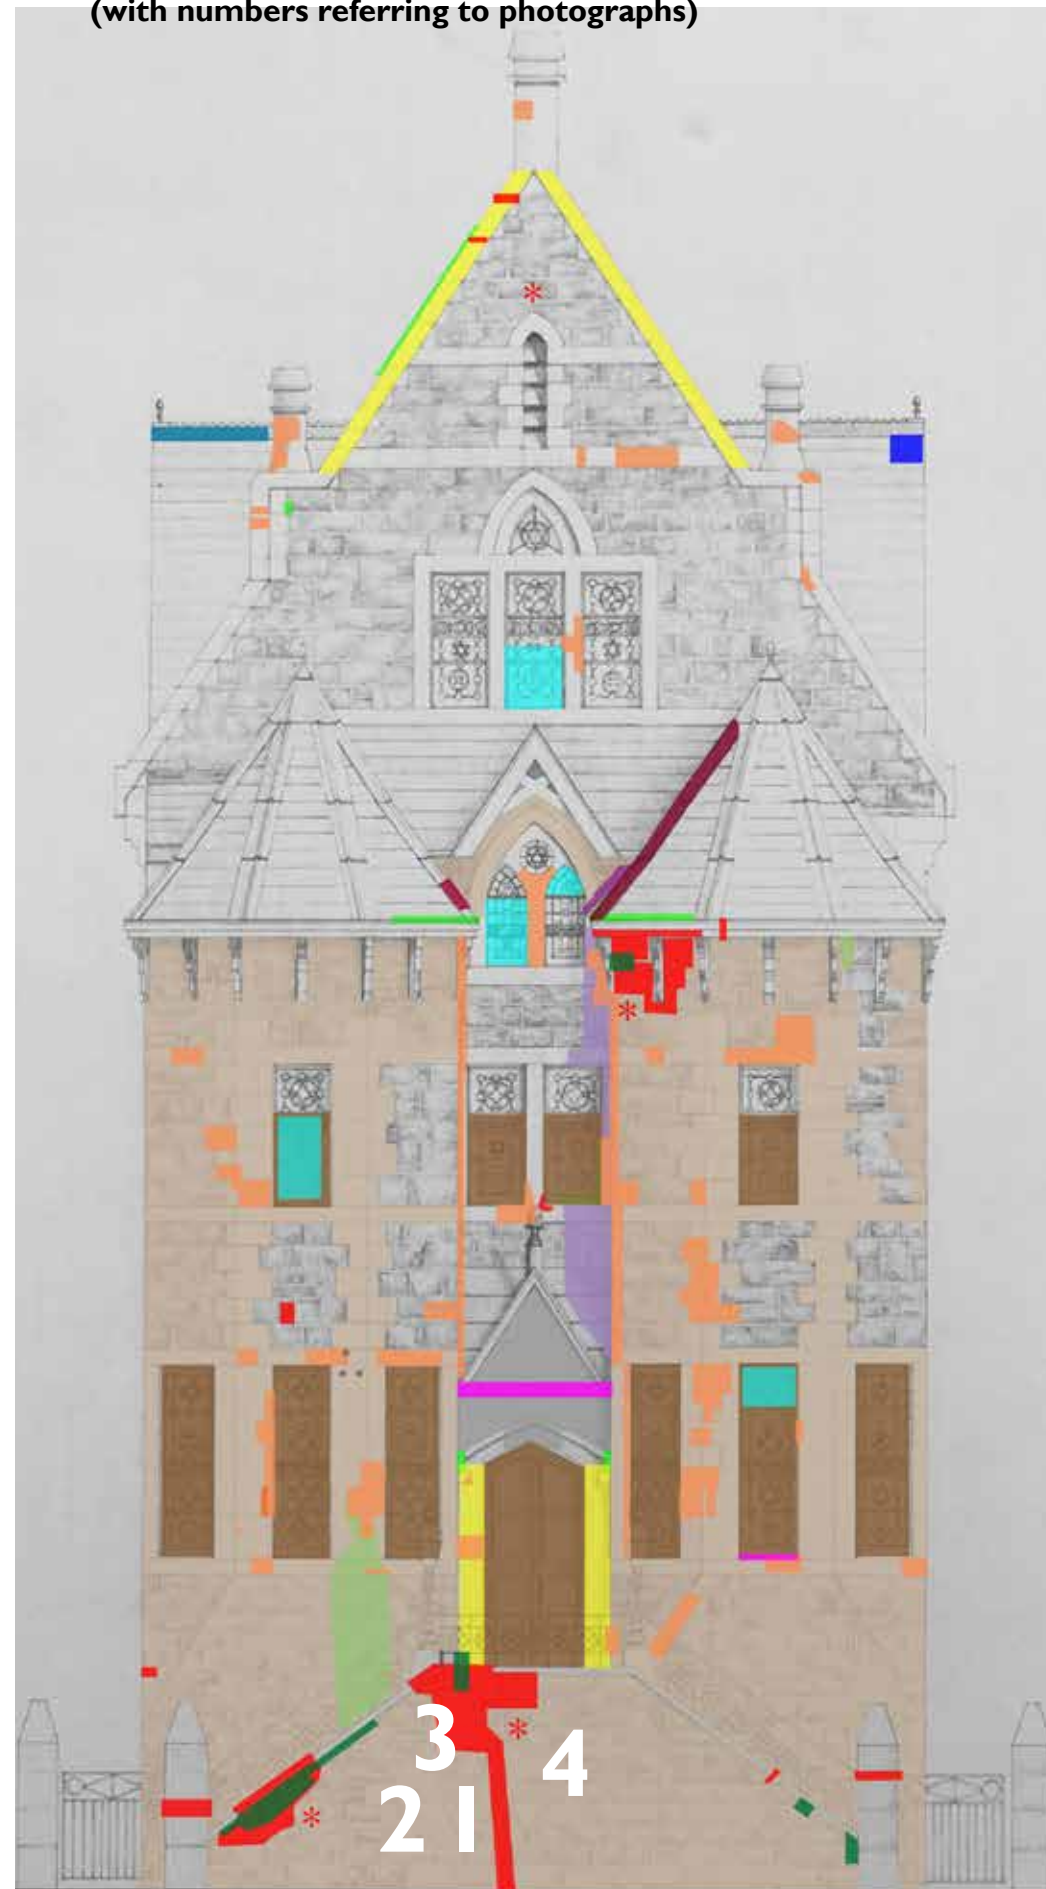 (with numbers referring to photographs)
*
*
3 * 4
* 2 1